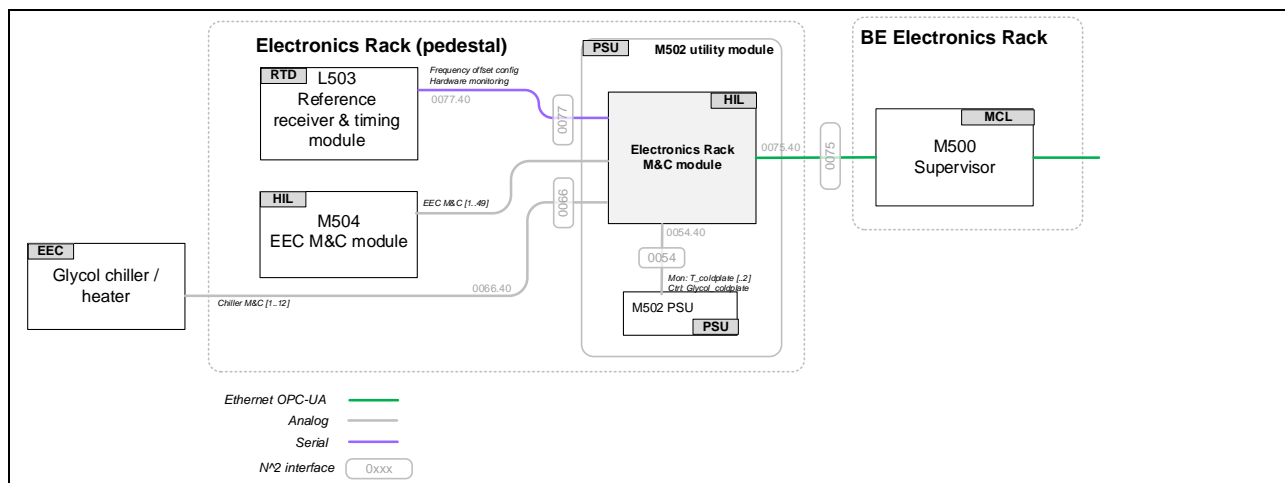 Electronics Rack (pedestal)
PSU
M502 utility module
BE Electronics Rack
RTD
L503
Reference
receiver & timing
module
Frequency offset config
Hardware monitoring
0077.40
0077
HIL
Electronics Rack
M&C module
0075.40
0075
MCL
M500
Supervisor
HIL
M504
EEC M&C module
EEC M&C [1..49]
0066
0054.40
0054
EEC
Glycol chiller /
heater
0066.40
Chiller M&C [1..12]
Mon: T_coldplate [..2]
Ctrl: Glycol_coldplate
M502 PSU
PSU
Ethernet OPC-UA
Analog
Serial
N^2 interface
0xxx